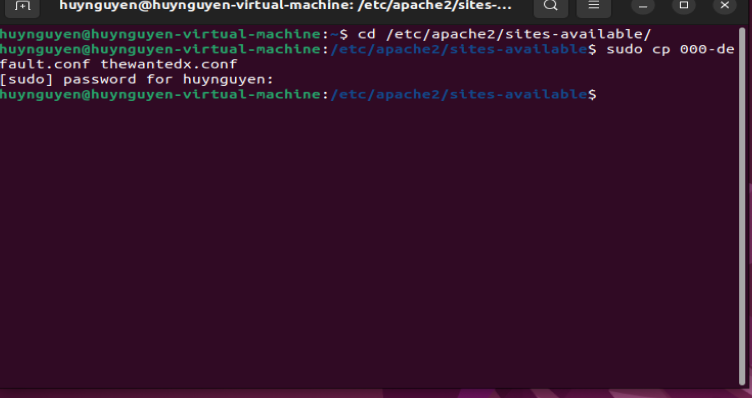 huynguyen@huynguyen-virtual-machine: /etc/apache2/sites-...
huynguyen@huynguyen-virtual-machine:~$ cd /etc/apache2/sites-available/
huynguyen@huynguyen-virtual-machine:/etc/apache2/sites-available$ sudo cp 000-de
fault.conf thewantedx.conf
[sudo] password for huynguyen:
huynguyen@huynguyen-virtual-machine:/etc/apache2/sites-available$